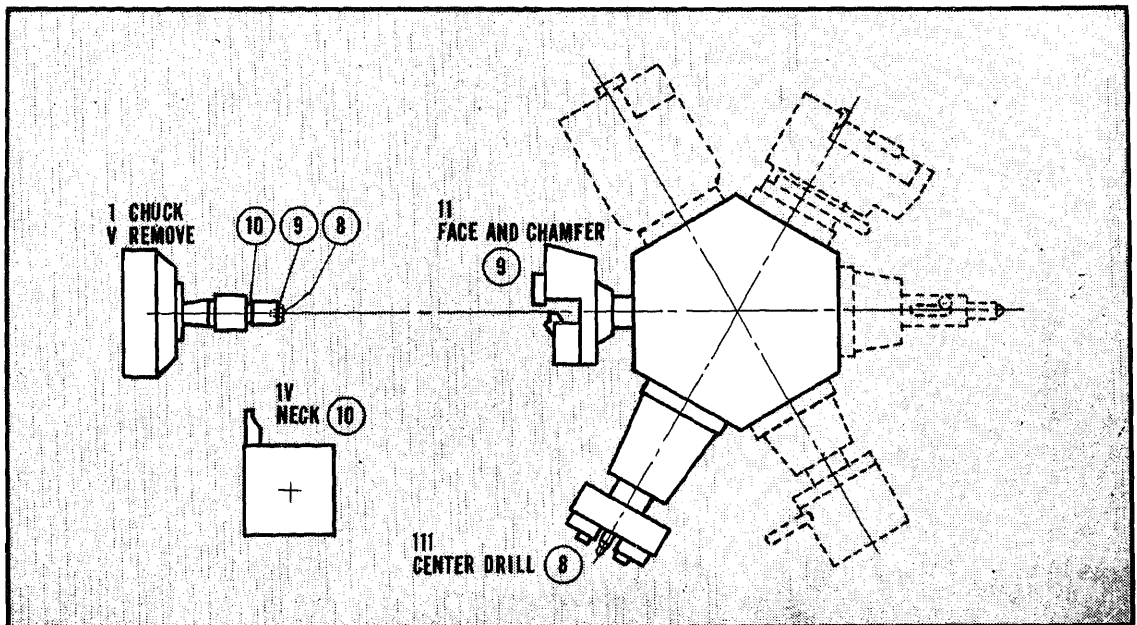 1 CHUCK
V REMOVE
10 9 8
11
FACE AND CHAMFER
9
1V
NECK 10
111
CENTER DRILL 8